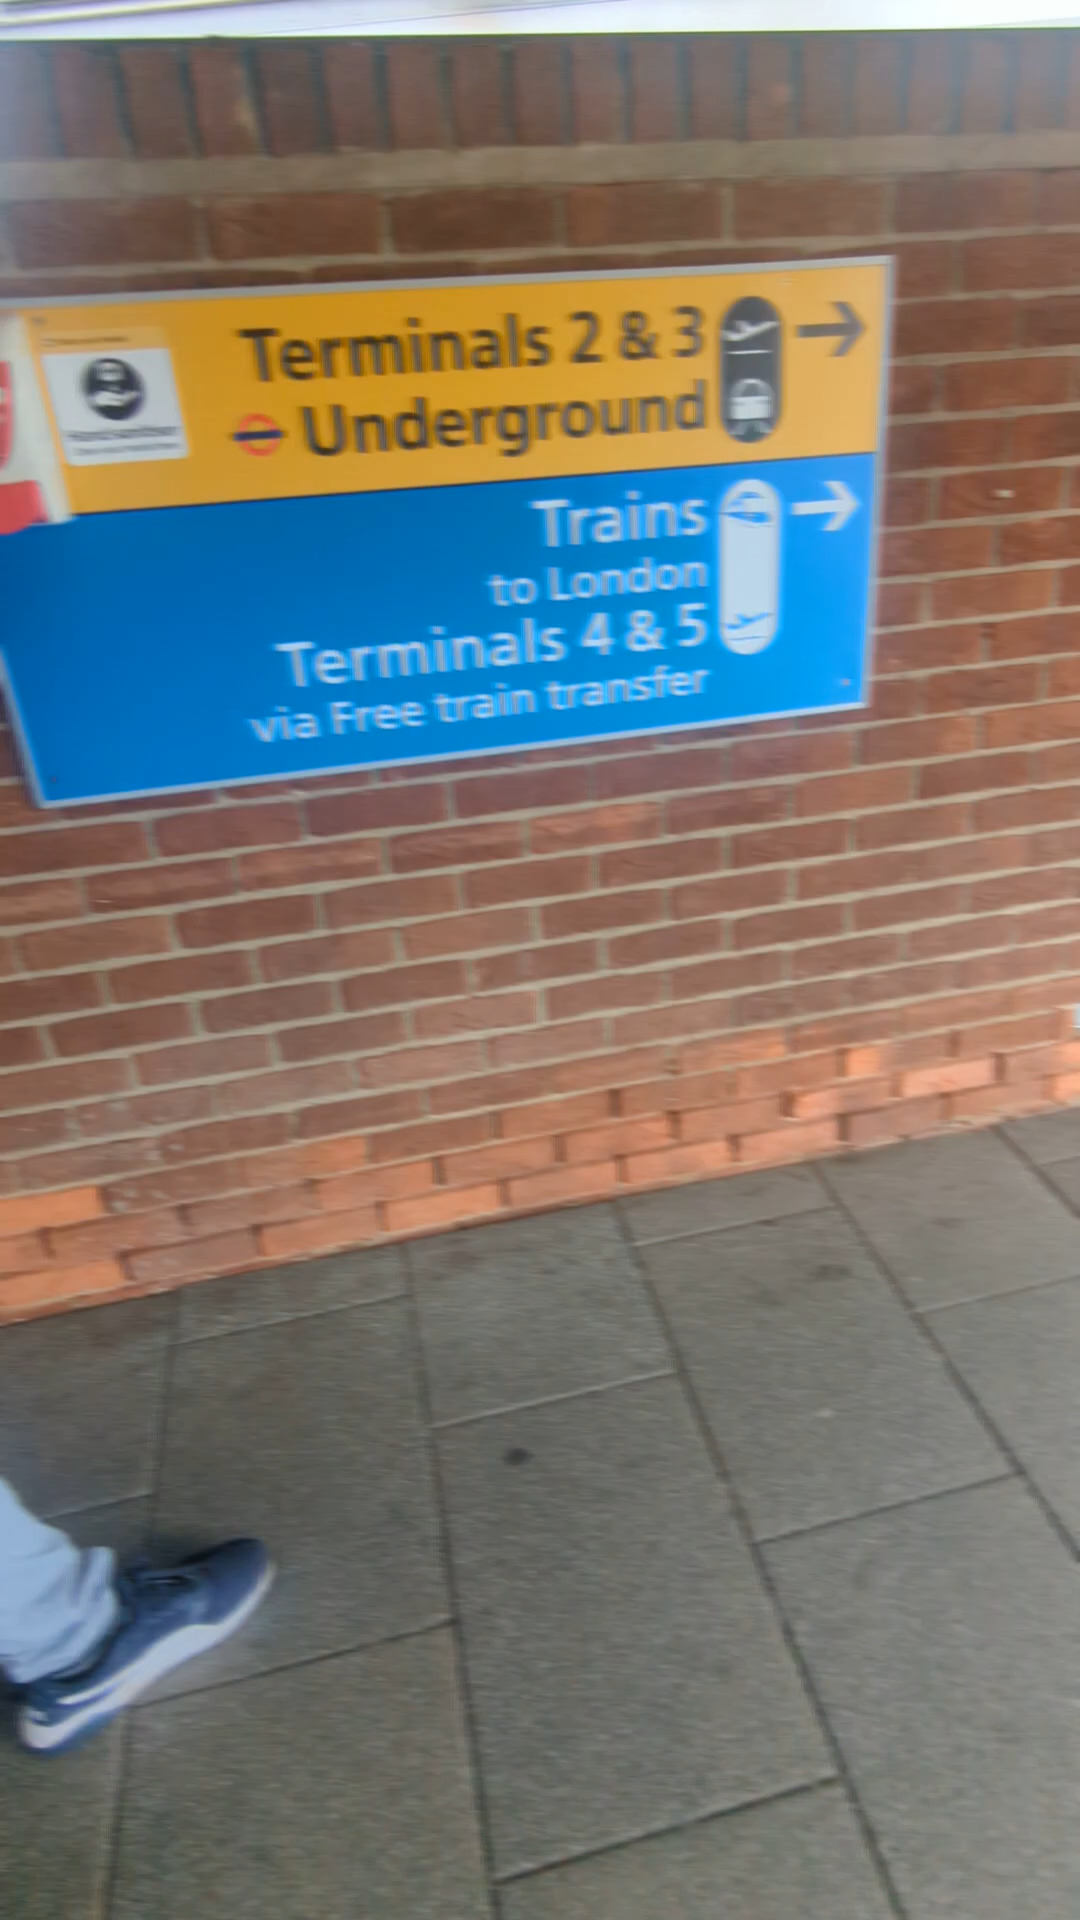 Terminals 2 & 3
Underground
Trains
to London
Terminals 4 & 5
via Free train transfer